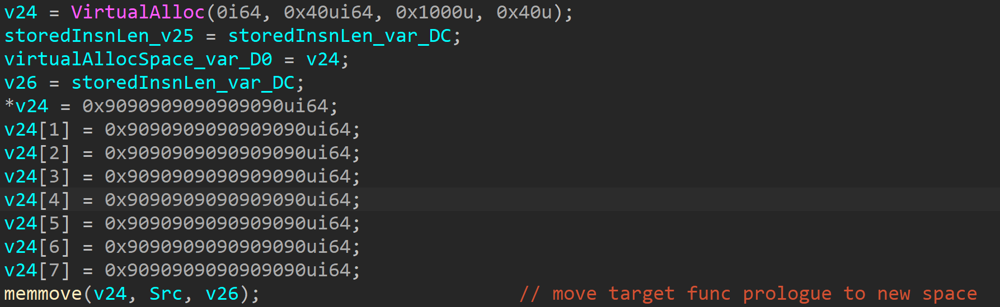 v24 = VirtualAlloc(0i64, 0x40ui64, 0x1000u, 0x40u);
storedInsnLen_v25 = storedInsnLen_var_DC;
virtualAllocSpace_var_D0 = v24;
v26 = storedInsnLen_var_DC;
*v24 = 0x9090909090909090ui64;
v24[1] = 0x9090909090909090ui64;
v24[2] = 0x9090909090909090ui64;
v24[3] = 0x9090909090909090ui64;
v24[4] = 0x9090909090909090ui64;
v24[5] = 0x9090909090909090ui64;
v24[6] = 0x9090909090909090ui64;
v24[7] = 0x9090909090909090ui64;
memmove(v24, Src, v26); // move target func prologue to new space